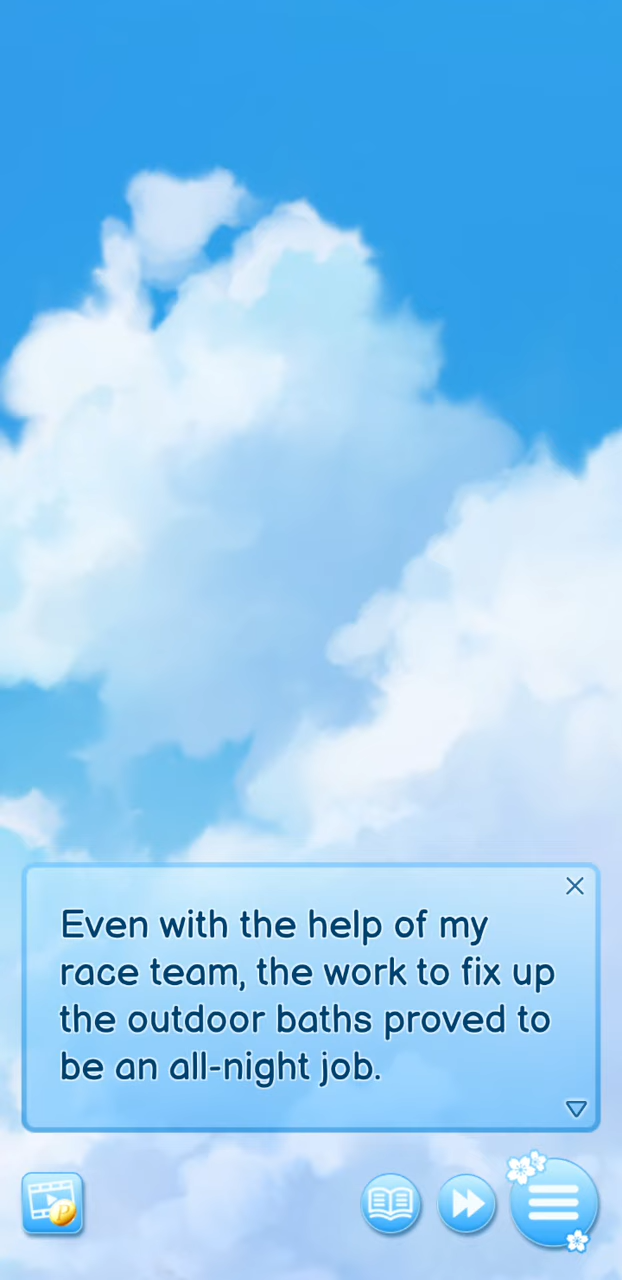 Even with the help of my
race team, the work to fix up
the outdoor baths proved to
be an all-night job.
P